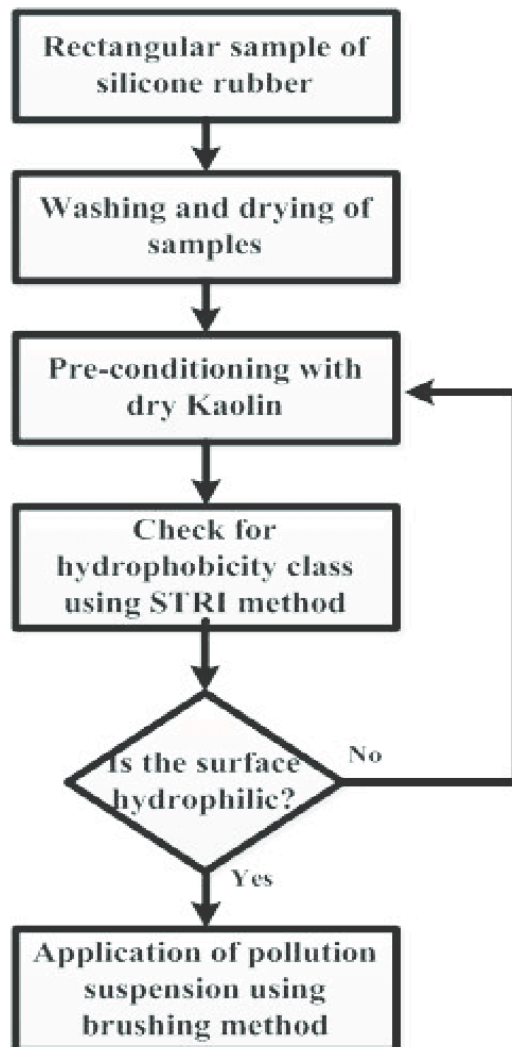 Rectangular sample of
silicone rubber
Washing and drying of
samples
Pre-conditioning with
dry Kaolin
Check for
hydrophobicity class
using STRI method
Is the surface
hydrophilic?
No
Yes
Application of pollution
suspension using
brushing method